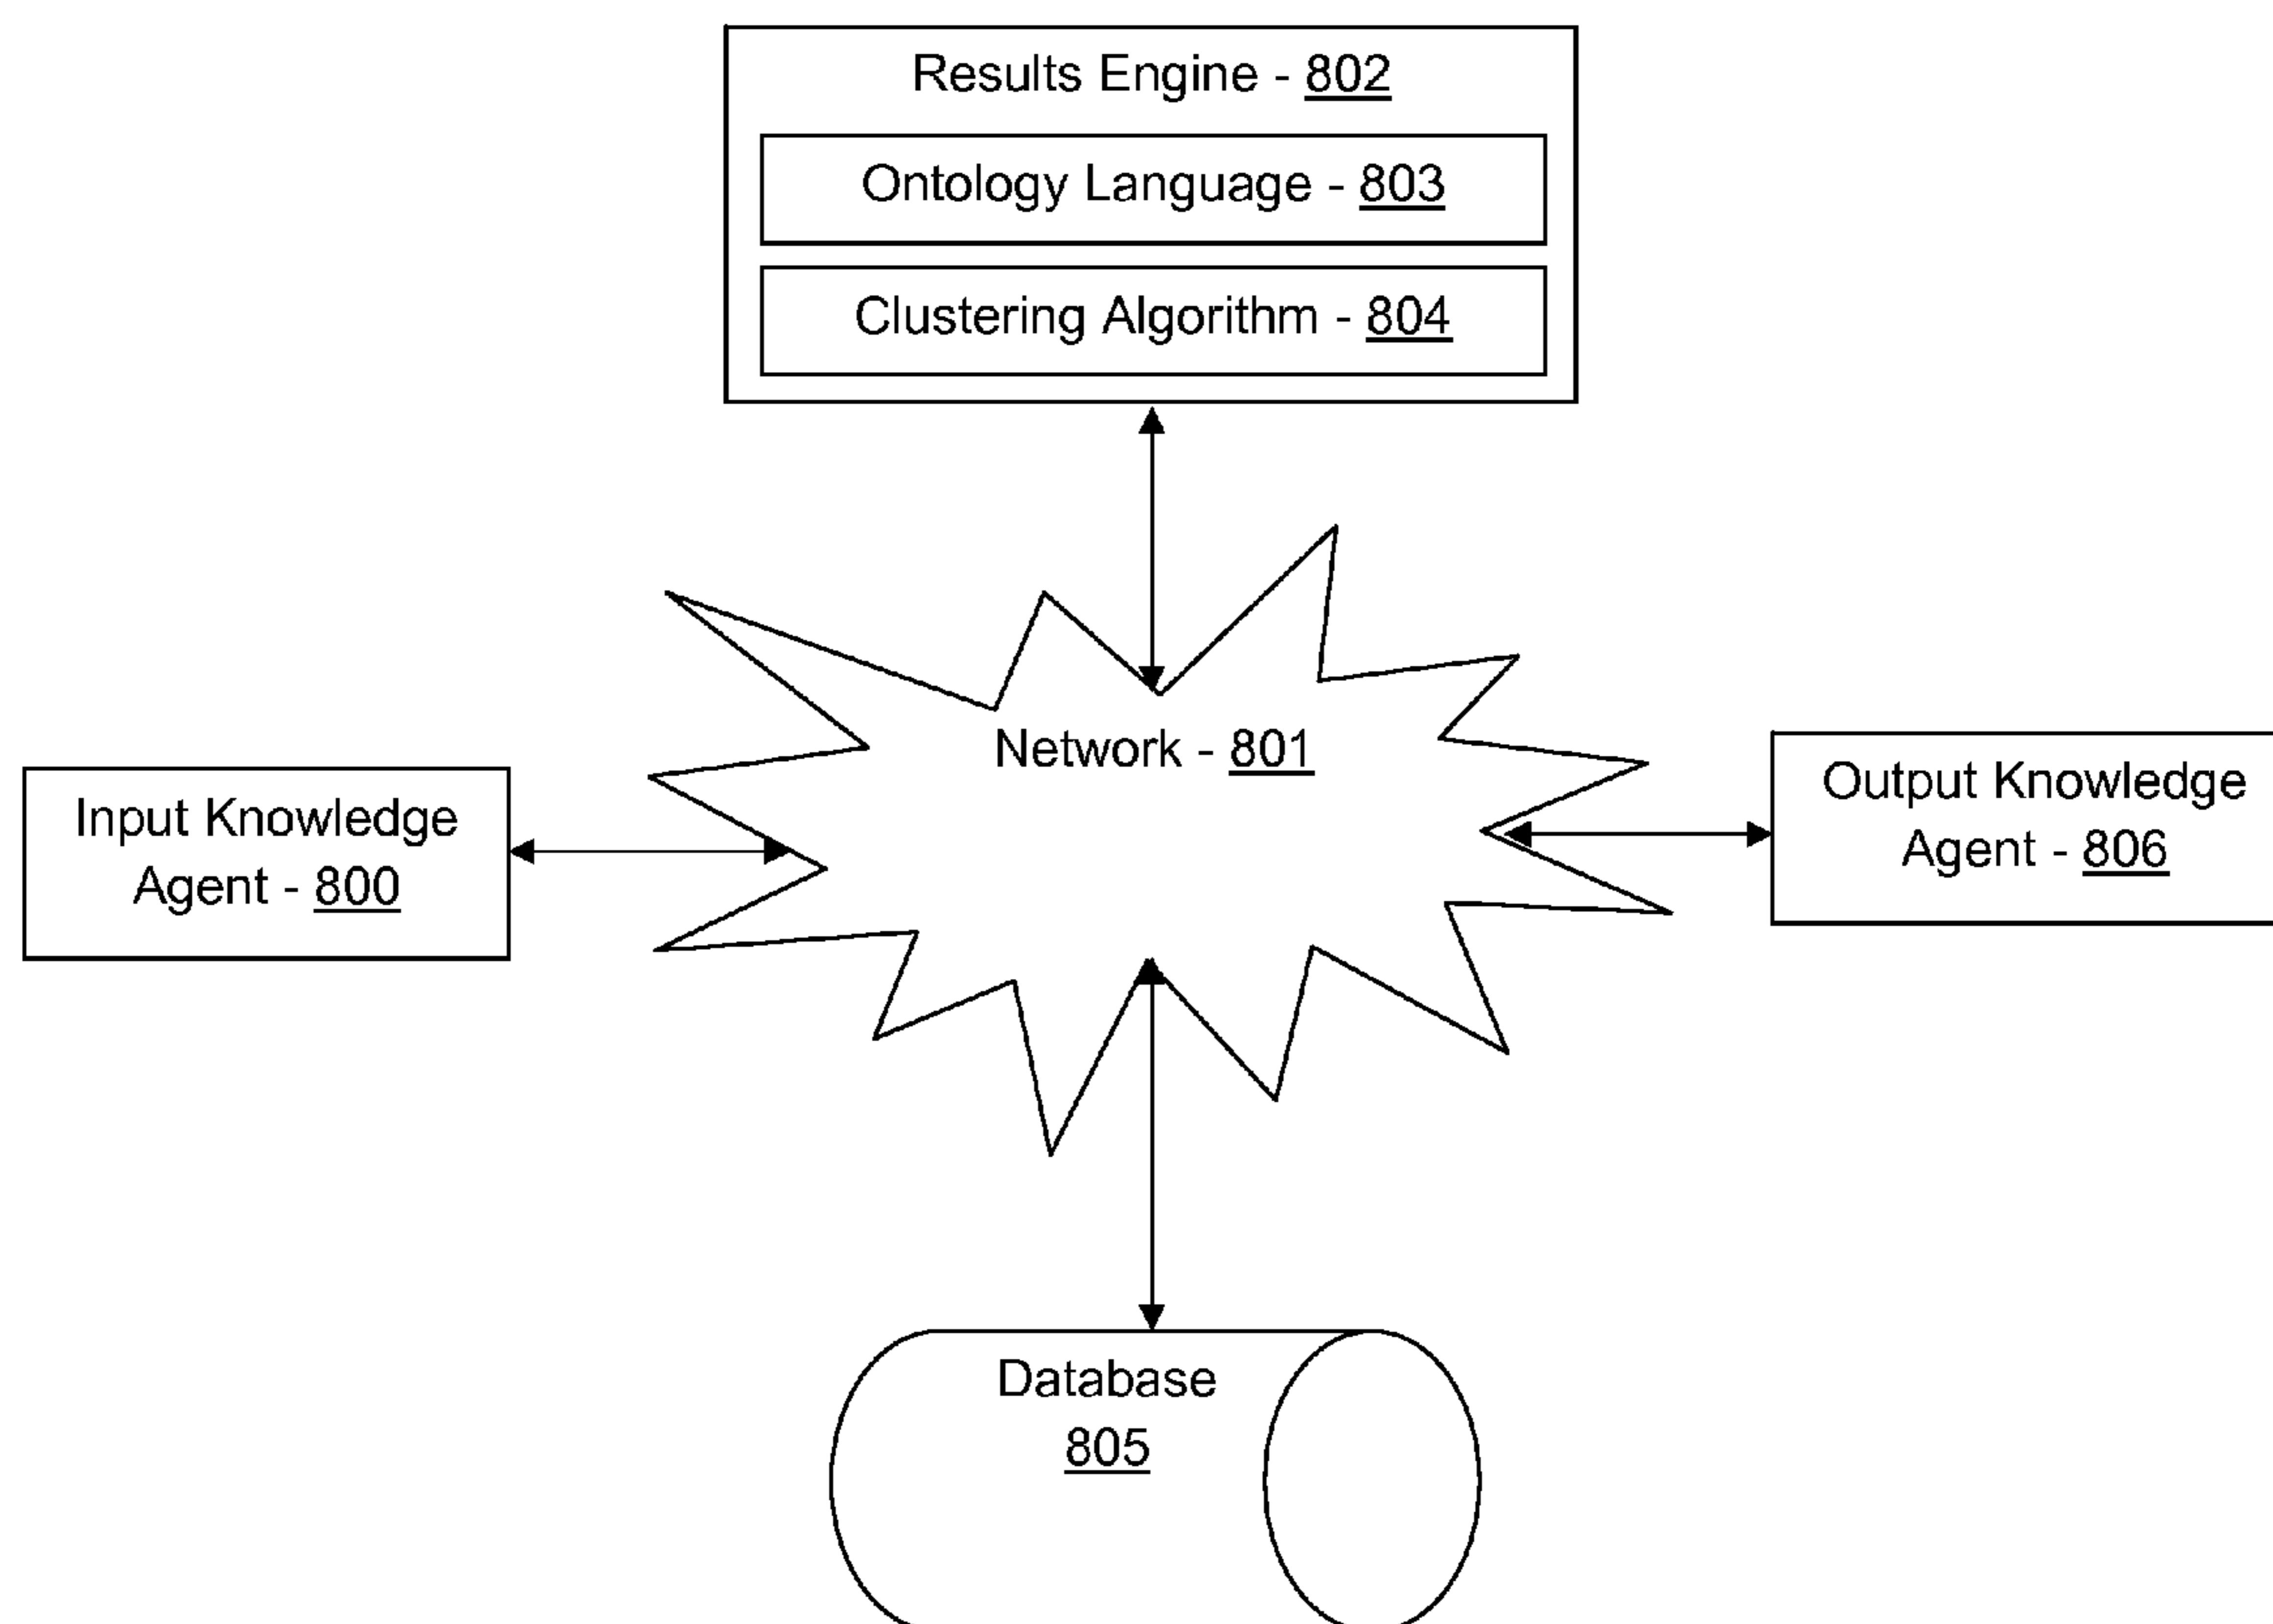 Results Engine - 802
Ontology Language - 803
Clustering Algorithm - 804
Network - 801
Input Knowledge
Agent - 800
Output Knowledge
Agent - 806
Database
805